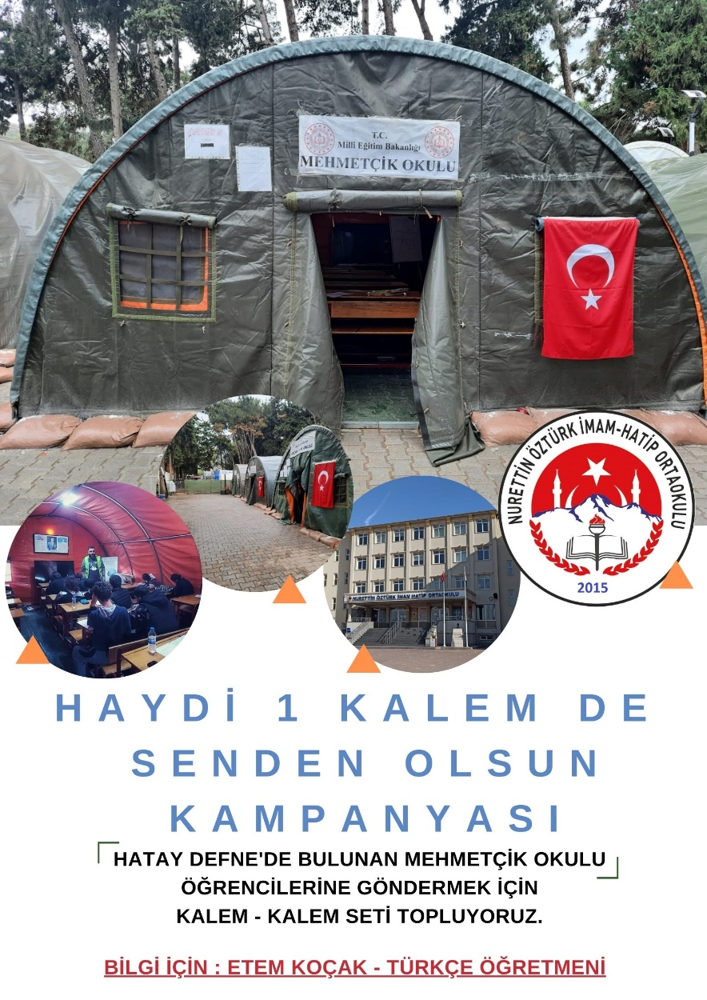 T.C.
Milli Eğitim Bakanlığı
MEHMETÇİK OKULU
NURETTİN ÖZTÜRK İMAM-HATİP ORTAOKULU
2015
NURETTİN ÖZTÜRK İMAM HATİP ORTAOKULU
HAYDİ 1 KALEM DE
SENDEN OLSUN
KAMPANYASI
HATAY DEFNE'DE BULUNAN MEHMETÇİK OKULU
ÖĞRENCİLERİNE GÖNDERMEK İÇİN
KALEM - KALEM SETİ TOPLUYORUZ.
BİLGİ İÇİN : ETEM KOÇAK - TÜRKÇE ÖĞRETMENİ